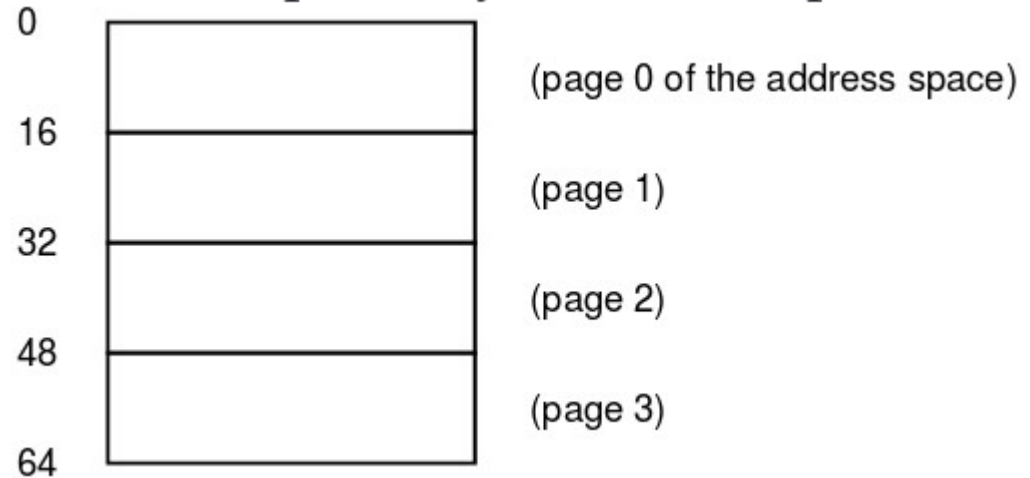 0
(page 0 of the address space)
16
(page 1)
32
(page 2)
48
(page 3)
64